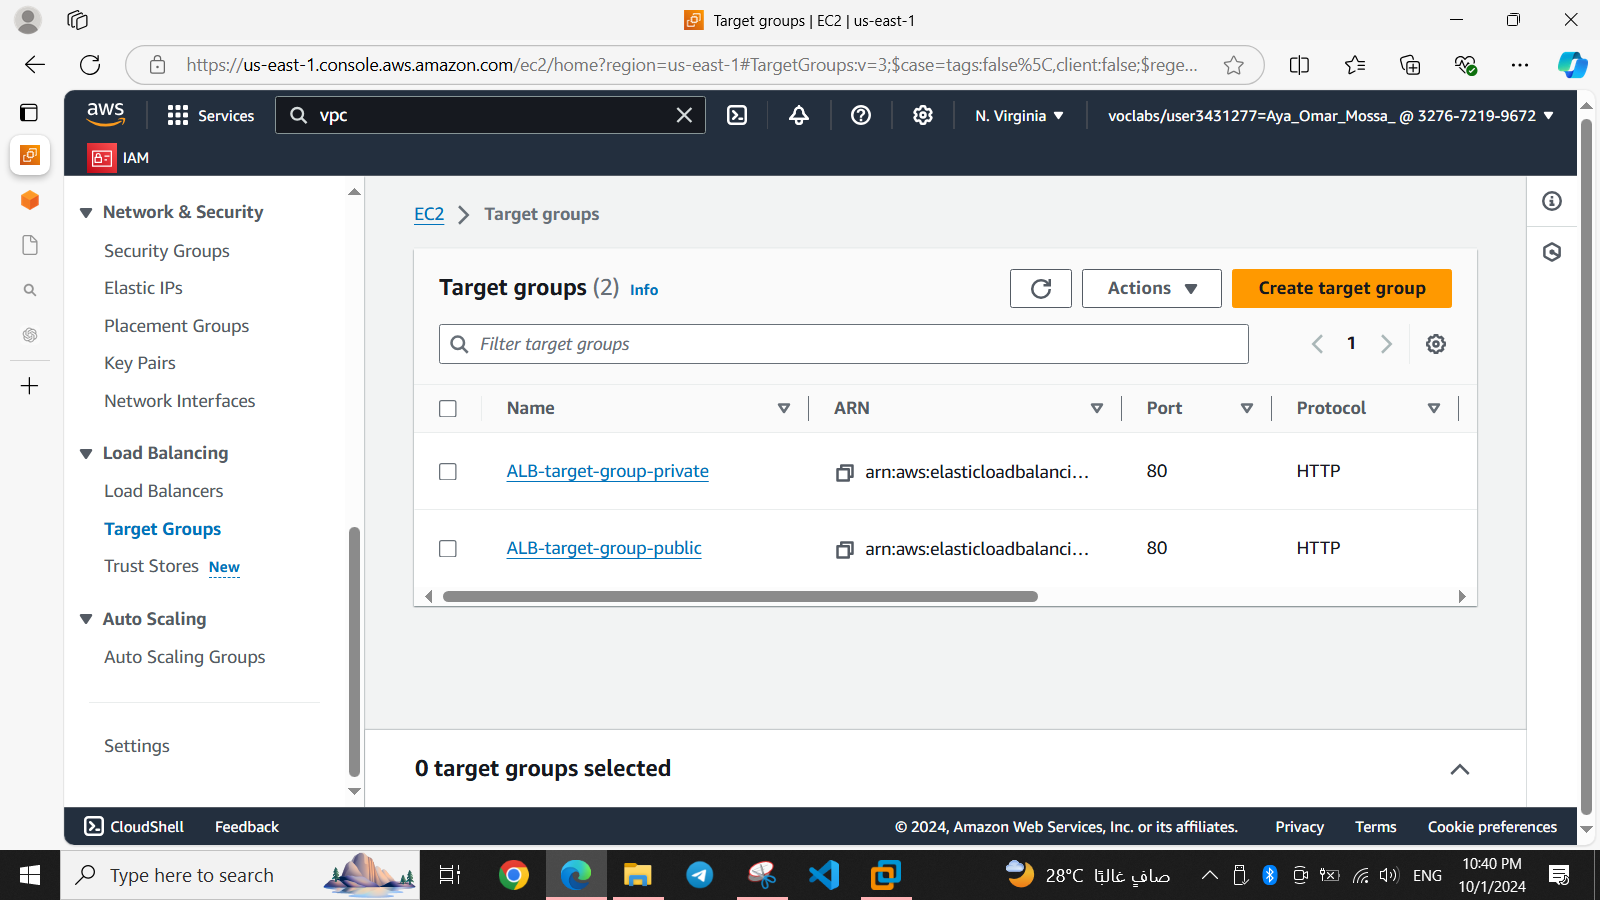 Target groups | EC2 | us-east-1
https://us-east-1.console.aws.amazon.com/ec2/home?region=us-east-1#TargetGroups:v=3;$case=tags:false%5C,client:false;$rege...
aws
Services
vpc
N. Virginia
voclabs/user3431277=Aya_Omar_Mossa_ @ 3276-7219-9672
IAM
Network & Security
Security Groups
Elastic IPs
Placement Groups
Key Pairs
Network Interfaces
Load Balancing
Load Balancers
Target Groups
Trust Stores New
Auto Scaling
Auto Scaling Groups
Settings
EC2 Target groups
Target groups (2) Info
Actions
Create target group
Filter target groups
1
Name ARN Port Protocol
ALB-target-group-private arn:aws:elasticloadbalanci... 80 HTTP
ALB-target-group-public arn:aws:elasticloadbalanci... 80 HTTP
0 target groups selected
CloudShell Feedback © 2024, Amazon Web Services, Inc. or its affiliates. Privacy Terms Cookie preferences
Type here to search
28°C صافٍ غالبًا
ENG
10:40 PM
10/1/2024